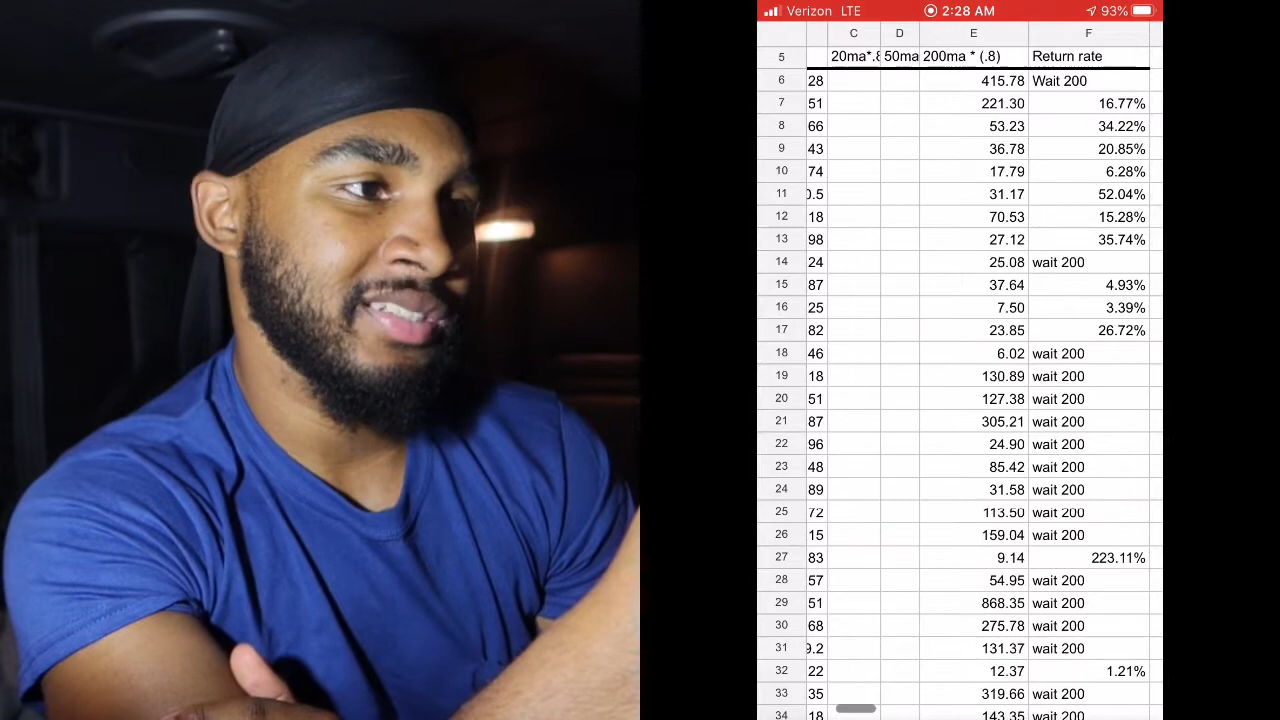 Verizon LTE 2:28 AM 93%
C D E F
5 20ma*.8 50ma 200ma * (.8) Return rate
6 28 415.78 Wait 200
7 51 221.30 16.77%
8 66 53.23 34.22%
9 43 36.78 20.85%
10 74 17.79 6.28%
11 0.5 31.17 52.04%
12 18 70.53 15.28%
13 98 27.12 35.74%
14 24 25.08 wait 200
15 87 37.64 4.93%
16 25 7.50 3.39%
17 82 23.85 26.72%
18 46 6.02 wait 200
19 18 130.89 wait 200
20 51 127.38 wait 200
21 87 305.21 wait 200
22 96 24.90 wait 200
23 48 85.42 wait 200
24 89 31.58 wait 200
25 72 113.50 wait 200
26 15 159.04 wait 200
27 83 9.14 223.11%
28 57 54.95 wait 200
29 51 868.35 wait 200
30 68 275.78 wait 200
31 9.2 131.37 wait 200
32 22 12.37 1.21%
33 35 319.66 wait 200
34 18 143.35 wait 200